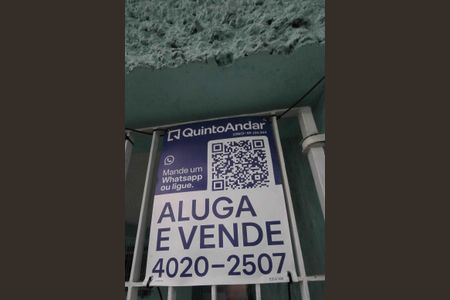 QuintoAndar
Mande um
Whatsapp
ou ligue.
ALUGA
E VENDE
4020-2507